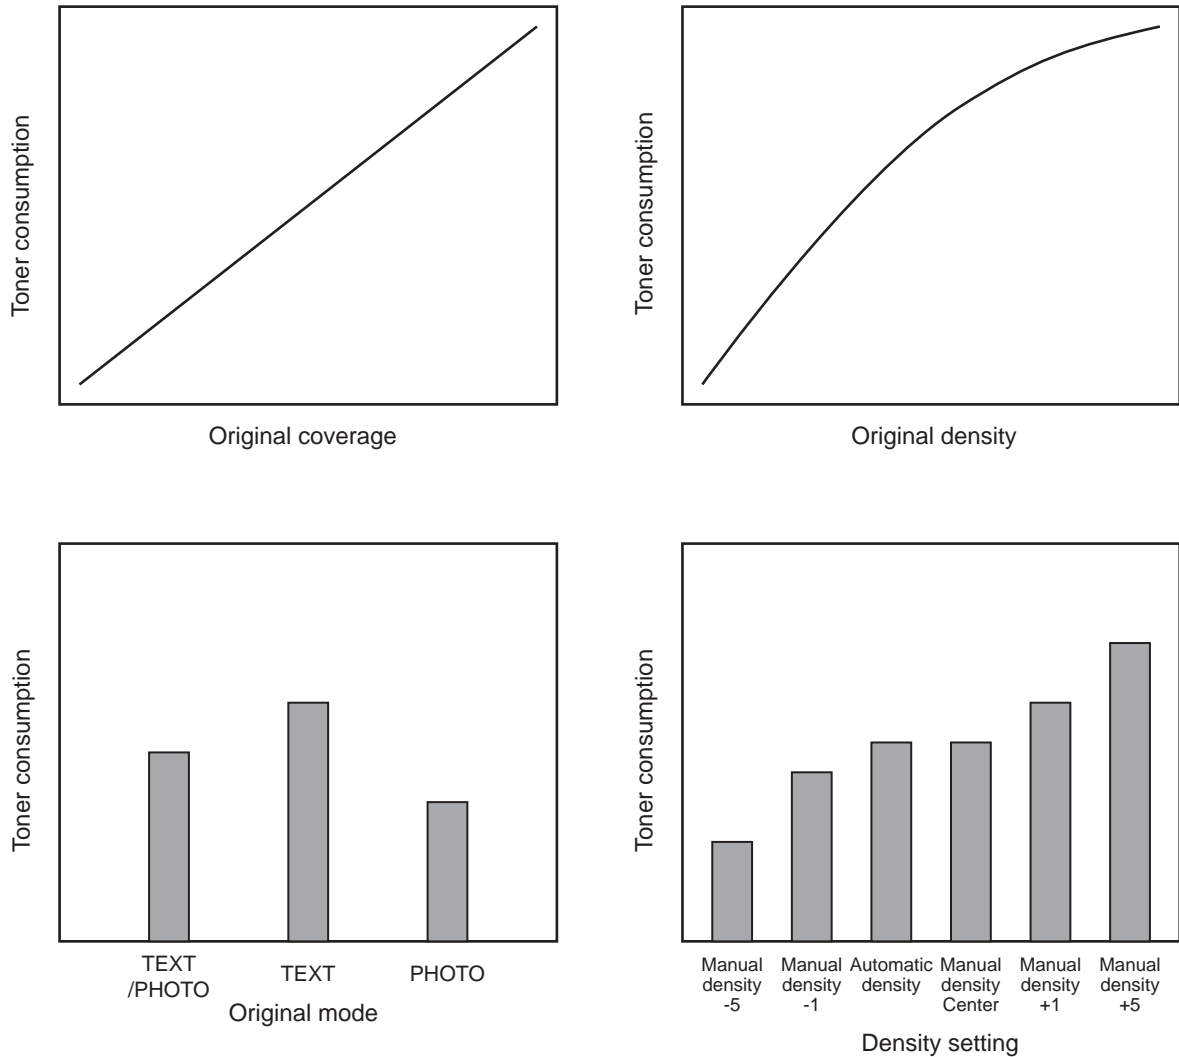 Toner consumption
Original coverage
Toner consumption
Original density
Toner consumption
TEXT
/PHOTO
TEXT
PHOTO
Original mode
Toner consumption
Manual
density
-5
Manual
density
-1
Automatic
density
Manual
density
Center
Manual
density
+1
Manual
density
+5
Density setting